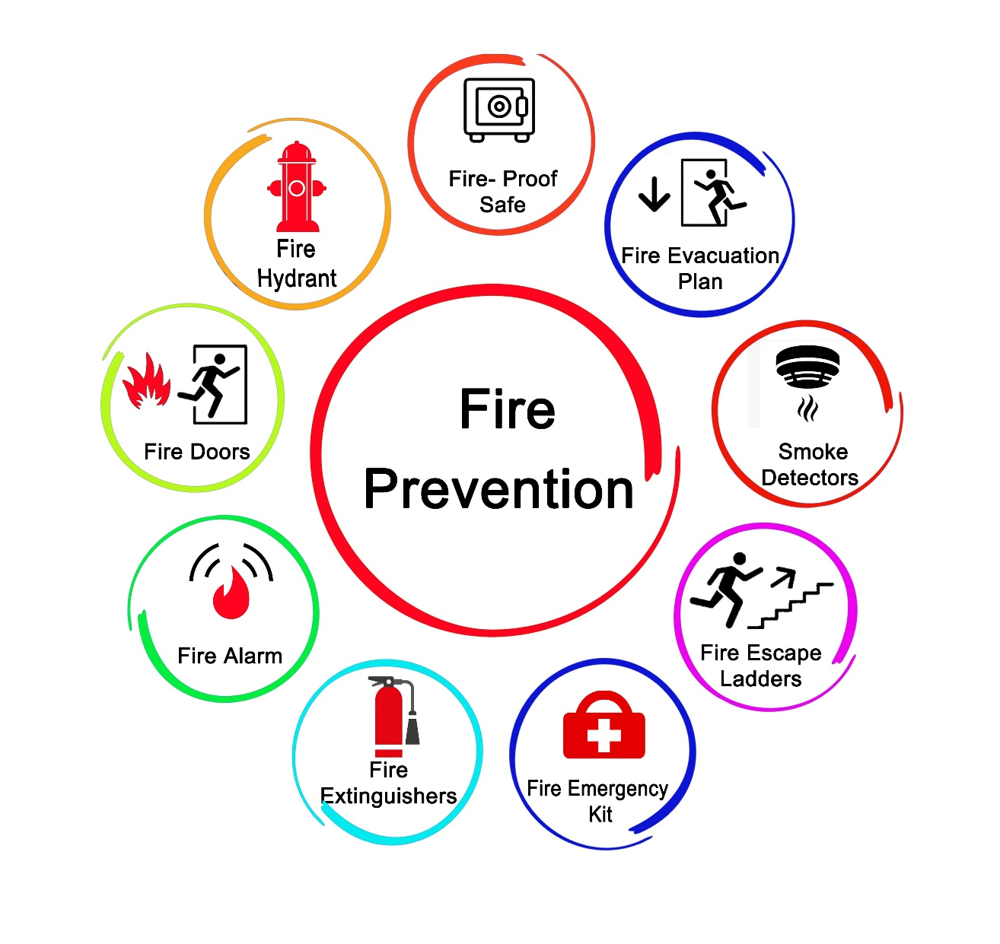 Fire- Proof
Safe
Fire Evacuation
Plan
Smoke
Detectors
Fire Escape
Ladders
Fire Emergency
Kit
Fire
Extinguishers
Fire Alarm
Fire Doors
Fire
Hydrant
Fire
Prevention